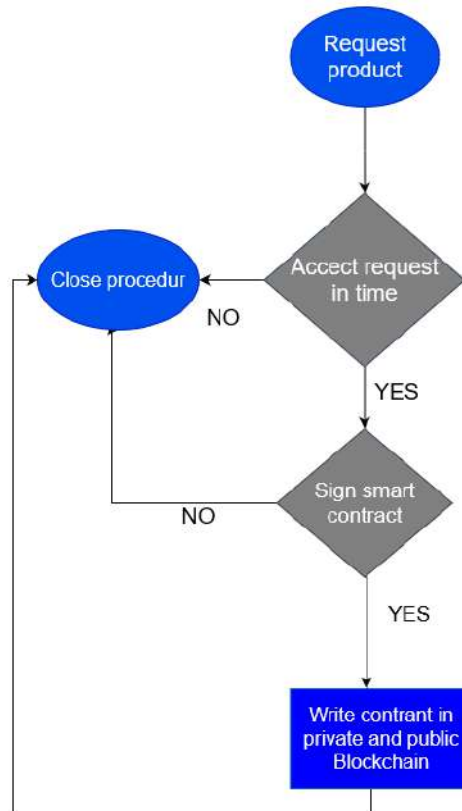 Request
product
Accect request
in time
Close procedur
NO
YES
Sign smart
contract
NO
YES
Write contrant in
private and public
Blockchain